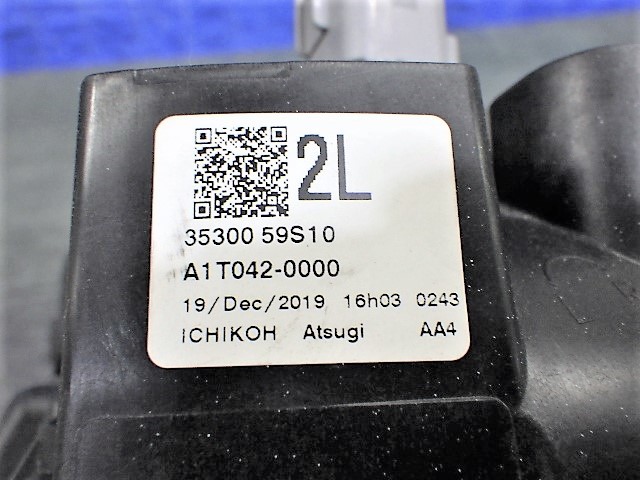 2L
35300 59S10
A1T042-0000
19/Dec/2019 16h03 0243
ICHIKOH Atsugi AA4